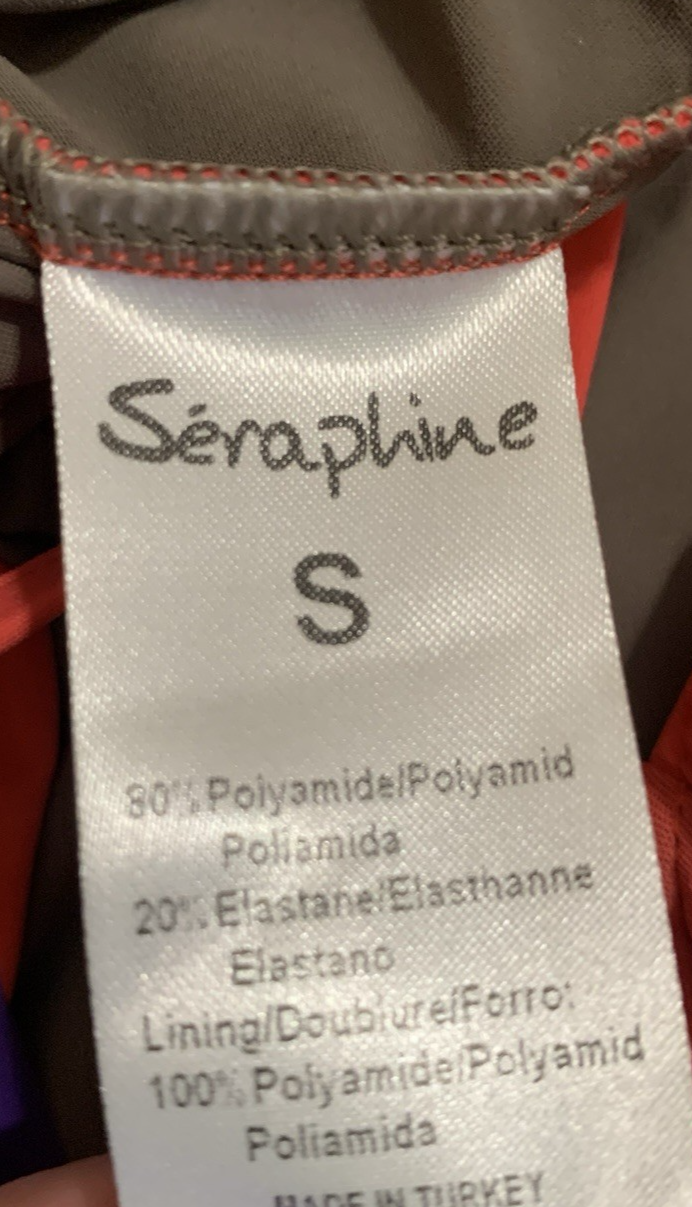 Séraphine
S
80% Polyamide/Polyamid
Poliamida
20% Elastane/Elasthanne
Elastano
Lining/Doublure/Forro:
100% Polyamide/Polyamid
Poliamida
MADE IN TURKEY